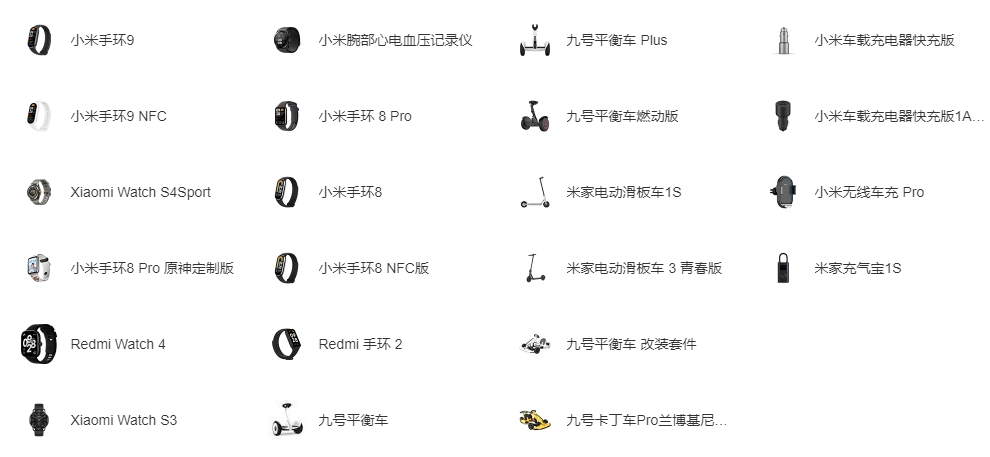 小米手环9
小米手环9 NFC
Xiaomi Watch S4Sport
小米手环8 Pro 原神定制版
Redmi Watch 4
Xiaomi Watch S3
小米腕部心电血压记录仪
小米手环 8 Pro
小米手环8
小米手环8 NFC版
Redmi 手环 2
九号平衡车
九号平衡车 Plus
九号平衡车燃动版
米家电动滑板车1S
米家电动滑板车 3 青春版
九号平衡车 改装套件
九号卡丁车Pro兰博基尼...
小米车载充电器快充版
小米车载充电器快充版1A...
小米无线车充 Pro
米家充气宝1S